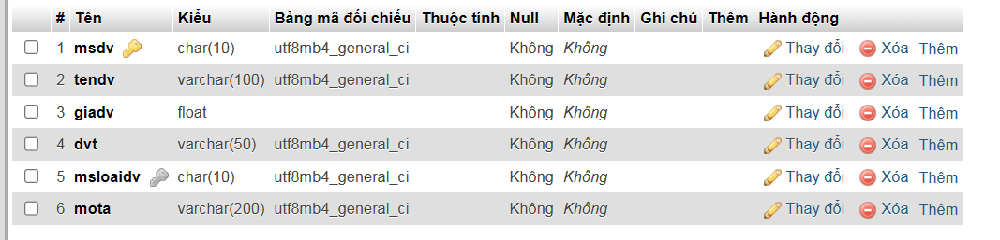 # Tên Kiểu Bảng mã đối chiếu Thuộc tính Null Mặc định Ghi chú Thêm Hành động
1 msdv char(10) utf8mb4_general_ci Không Không Thay đổi Xóa Thêm
2 tendv varchar(100) utf8mb4_general_ci Không Không Thay đổi Xóa Thêm
3 giadv float Không Không Thay đổi Xóa Thêm
4 dvt varchar(50) utf8mb4_general_ci Không Không Thay đổi Xóa Thêm
5 msloaidv char(10) utf8mb4_general_ci Không Không Thay đổi Xóa Thêm
6 mota varchar(200) utf8mb4_general_ci Không Không Thay đổi Xóa Thêm